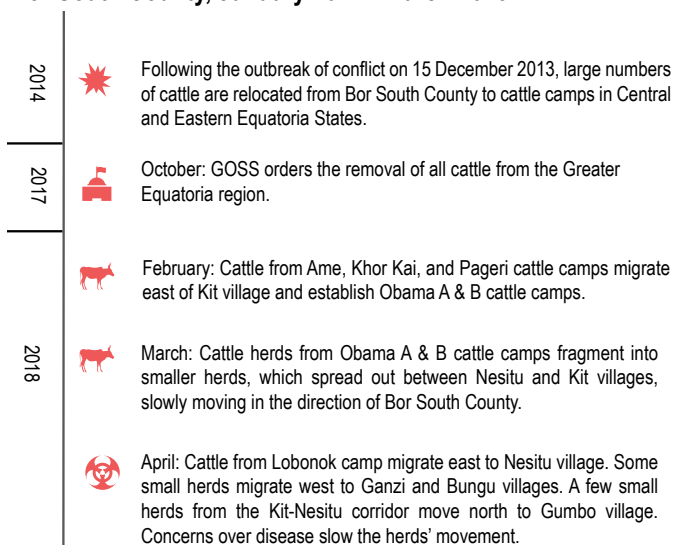 2014
Following the outbreak of conflict on 15 December 2013, large numbers
of cattle are relocated from Bor South County to cattle camps in Central
and Eastern Equatoria States.
2017
October: GOSS orders the removal of all cattle from the Greater
Equatoria region.
2018
February: Cattle from Ame, Khor Kai, and Pageri cattle camps migrate
east of Kit village and establish Obama A & B cattle camps.
March: Cattle herds from Obama A & B cattle camps fragment into
smaller herds, which spread out between Nesitu and Kit villages,
slowly moving in the direction of Bor South County.
April: Cattle from Lobonok camp migrate east to Nesitu village. Some
small herds migrate west to Ganzi and Bungu villages. A few small
herds from the Kit-Nesitu corridor move north to Gumbo village.
Concerns over disease slow the herds' movement.